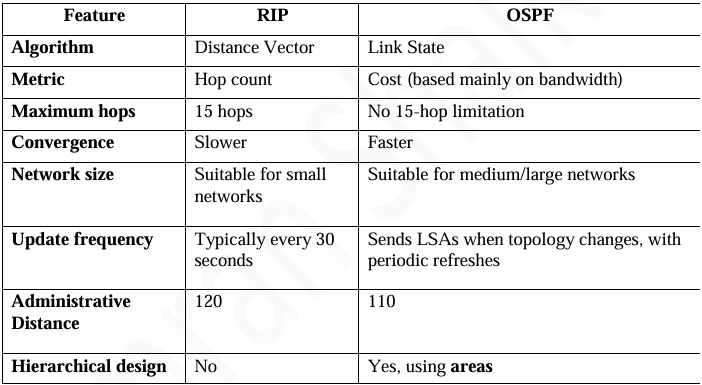 Feature RIP OSPF
Algorithm Distance Vector Link State
Metric Hop count Cost (based mainly on bandwidth)
Maximum hops 15 hops No 15-hop limitation
Convergence Slower Faster
Network size Suitable for small Suitable for medium/large networks
networks
Update frequency Typically every 30 Sends LSAs when topology changes, with
seconds periodic refreshes
Administrative 120 110
Distance
Hierarchical design No Yes, using areas